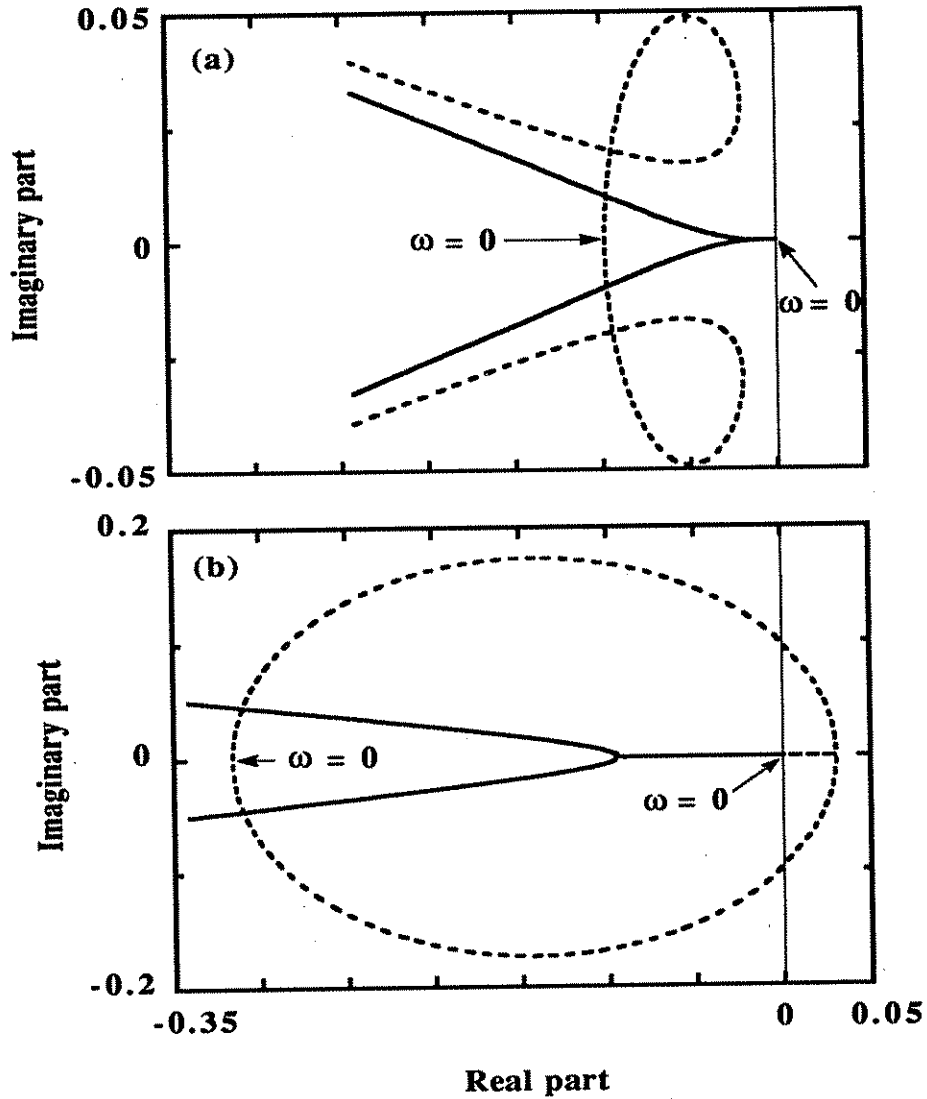 0.05
(a)
Imaginary part
0
ω = 0
ω = 0
-0.05
0.2
(b)
Imaginary part
0
ω = 0
ω = 0
-0.2
-0.35
0
0.05
Real part